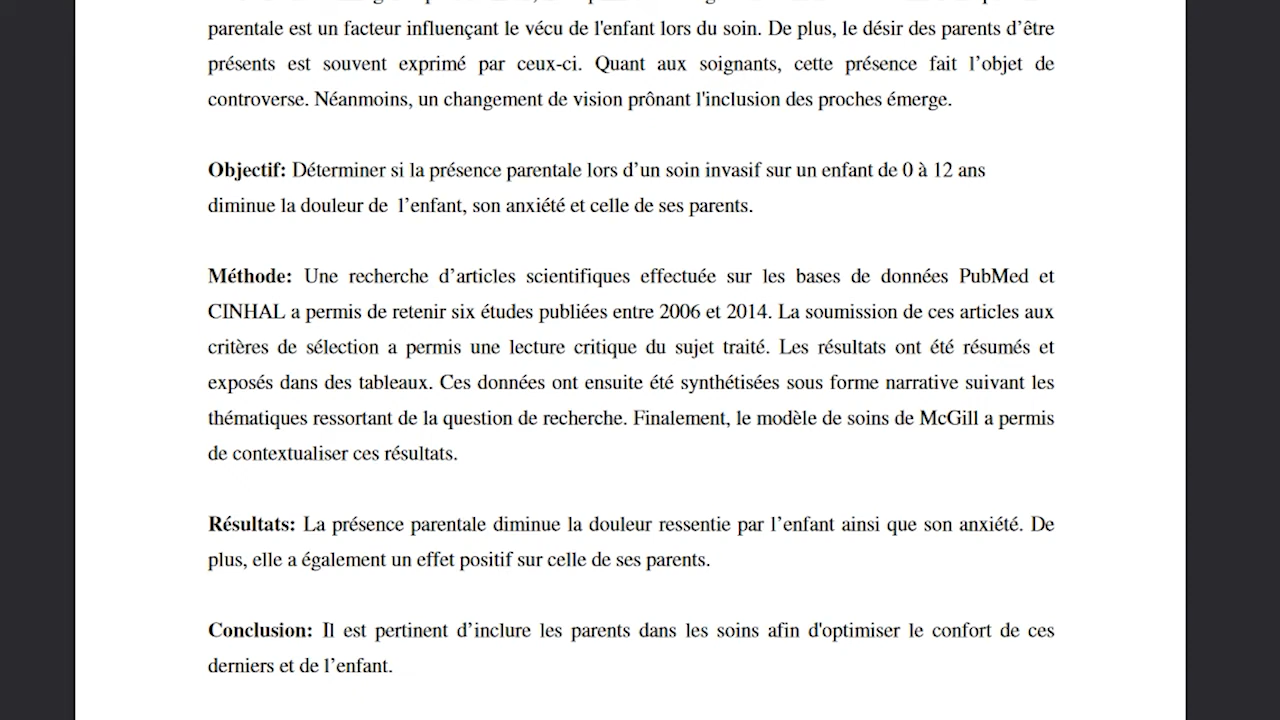 parentale est un facteur influençant le vécu de l'enfant lors du soin. De plus, le désir des parents d’être
présents est souvent exprimé par ceux-ci. Quant aux soignants, cette présence fait l’objet de
controverse. Néanmoins, un changement de vision prônant l'inclusion des proches émerge.
Objectif: Déterminer si la présence parentale lors d’un soin invasif sur un enfant de 0 à 12 ans
diminue la douleur de l’enfant, son anxiété et celle de ses parents.
Méthode: Une recherche d’articles scientifiques effectuée sur les bases de données PubMed et
CINHAL a permis de retenir six études publiées entre 2006 et 2014. La soumission de ces articles aux
critères de sélection a permis une lecture critique du sujet traité. Les résultats ont été résumés et
exposés dans des tableaux. Ces données ont ensuite été synthétisées sous forme narrative suivant les
thématiques ressortant de la question de recherche. Finalement, le modèle de soins de McGill a permis
de contextualiser ces résultats.
Résultats: La présence parentale diminue la douleur ressentie par l’enfant ainsi que son anxiété. De
plus, elle a également un effet positif sur celle de ses parents.
Conclusion: Il est pertinent d’inclure les parents dans les soins afin d'optimiser le confort de ces
derniers et de l’enfant.